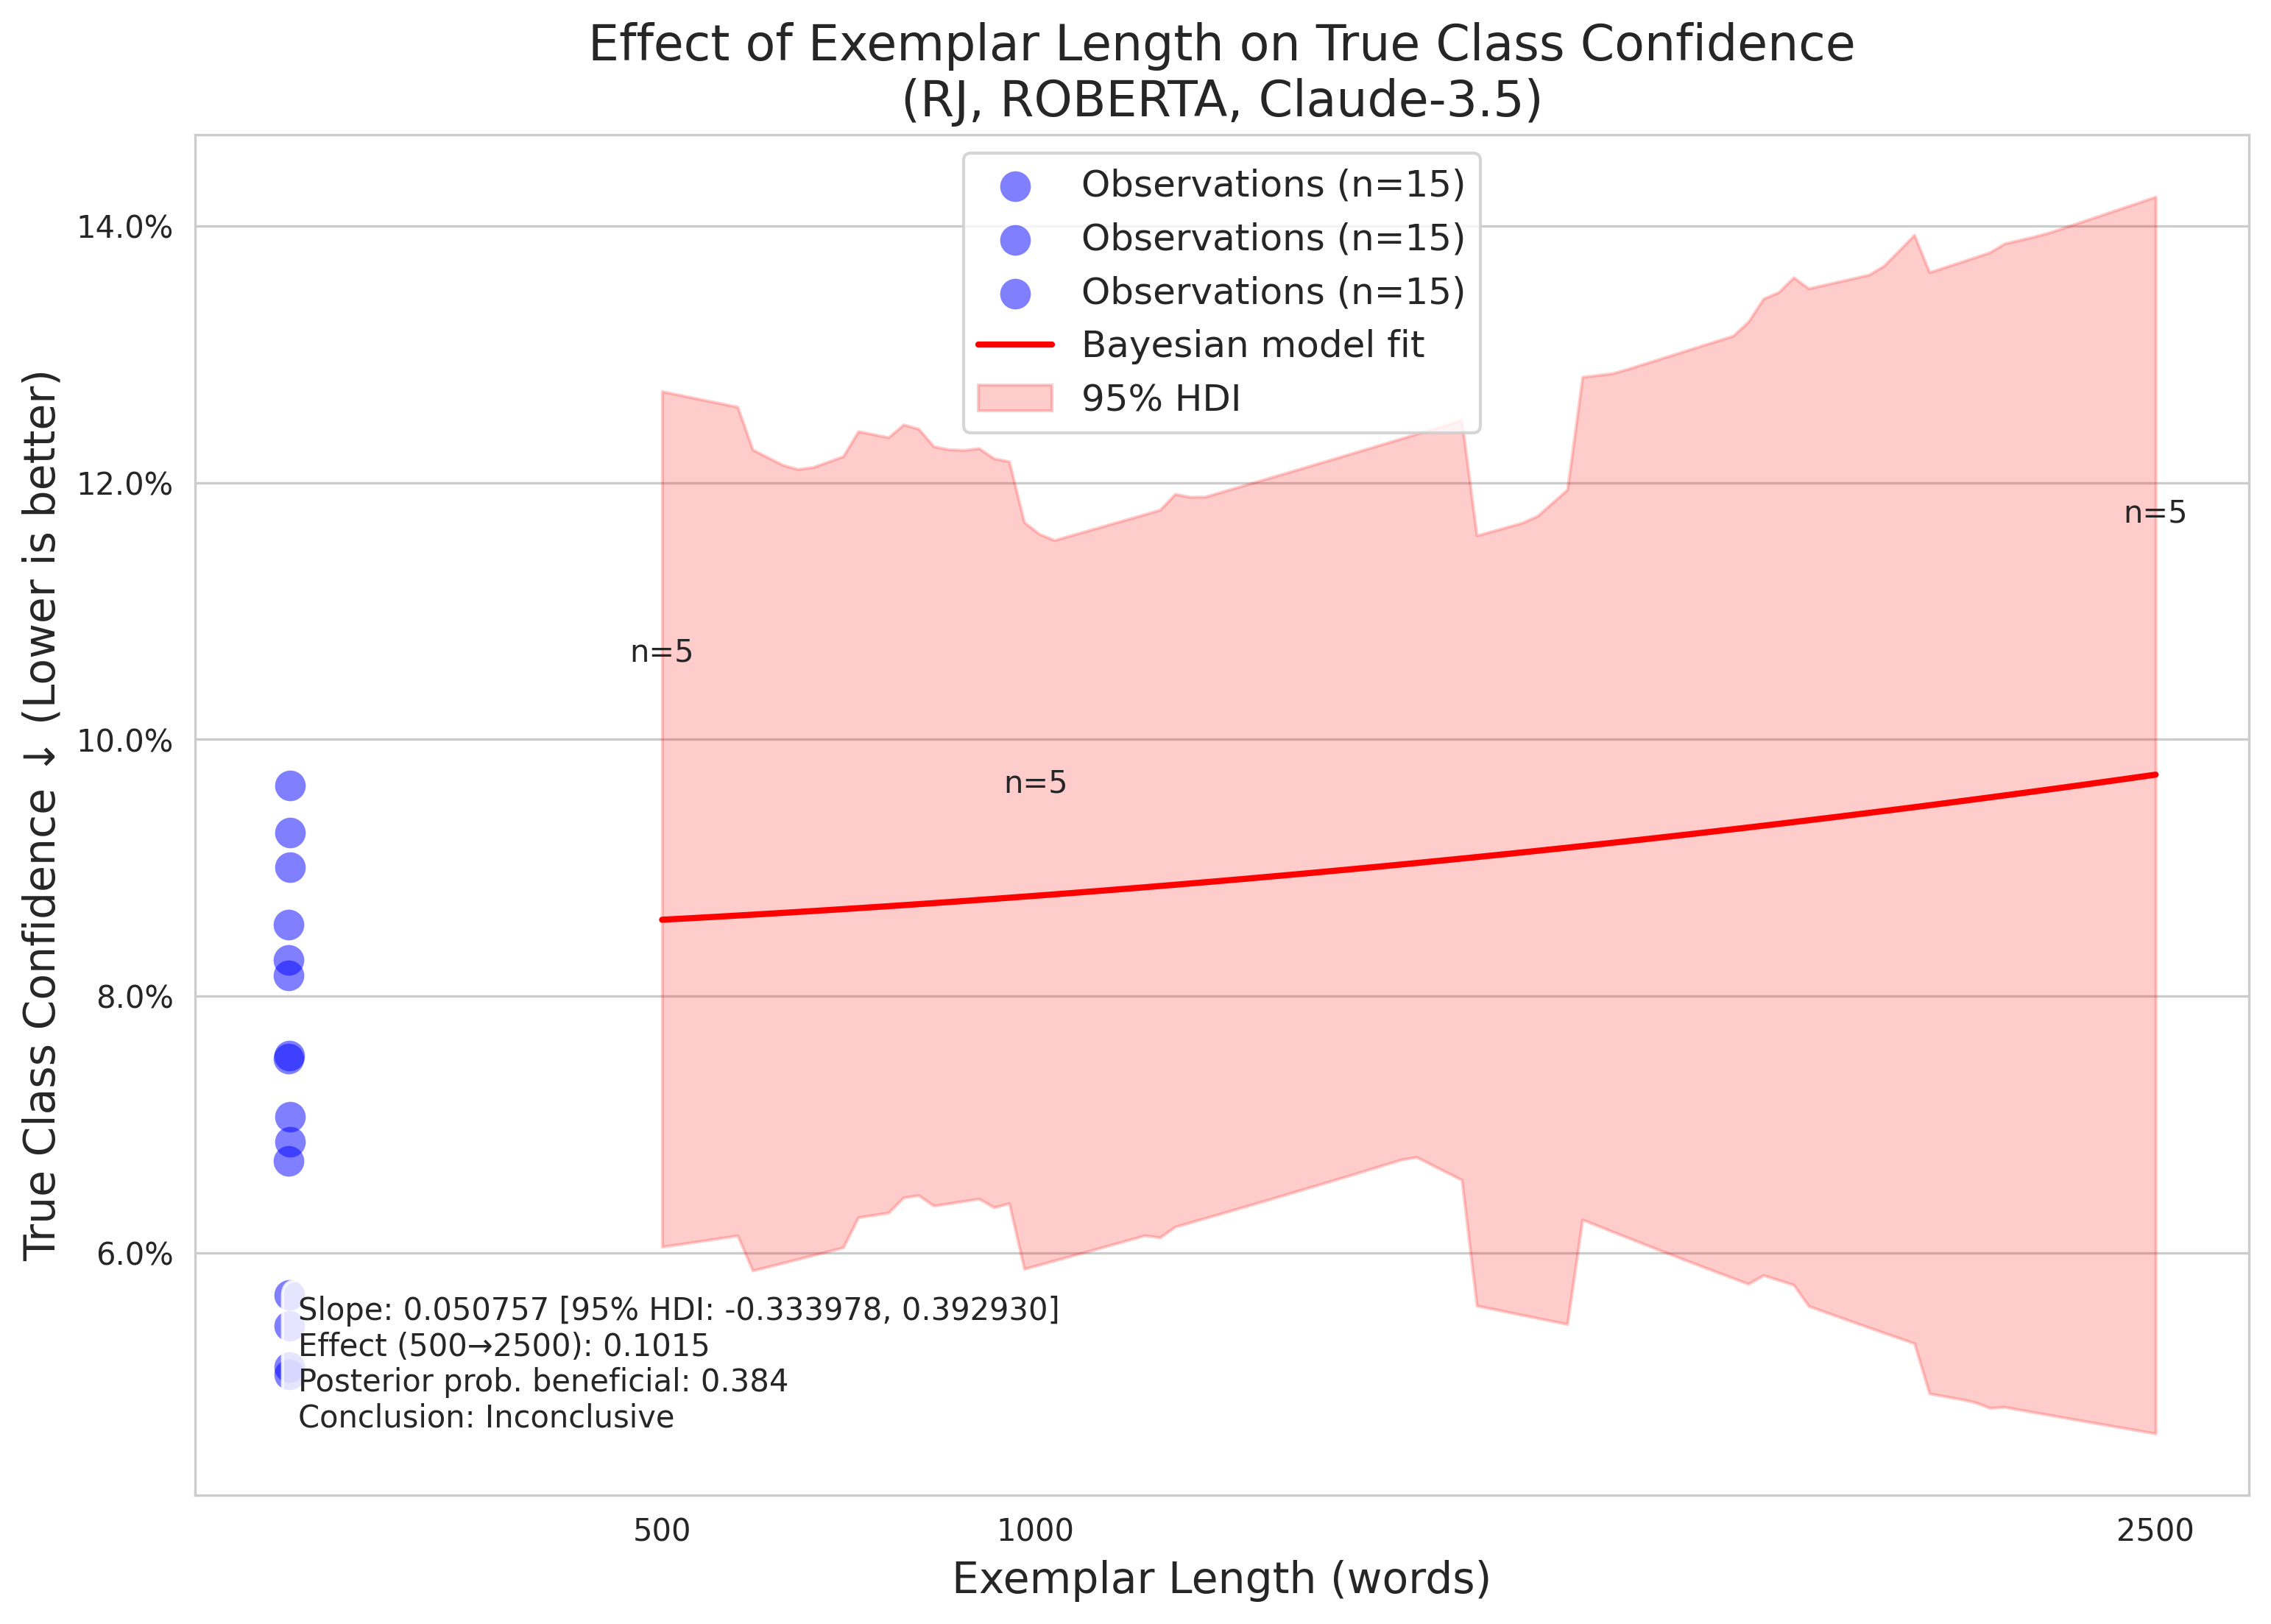 Effect of Exemplar Length on True Class Confidence
(RJ, ROBERTA, Claude-3.5)
Observations (n=15)
Observations (n=15)
Observations (n=15)
Bayesian model fit
95% HDI
True Class Confidence ↓ (Lower is better)
14.0%
12.0%
10.0%
8.0%
6.0%
n=5
n=5
n=5
Slope: 0.050757 [95% HDI: -0.333978, 0.392930]
Effect (500→2500): 0.1015
Posterior prob. beneficial: 0.384
Conclusion: Inconclusive
500
1000
2500
Exemplar Length (words)